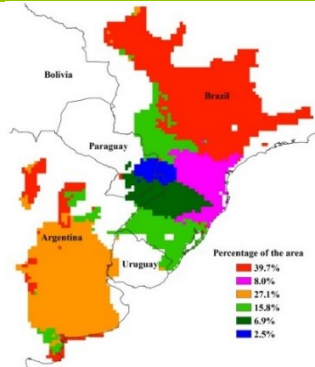 Bolivia
Brazil
Paraguay
Argentina
Uruguay
Percentage of the area
39.7%
8.0%
27.1%
15.8%
6.9%
2.5%